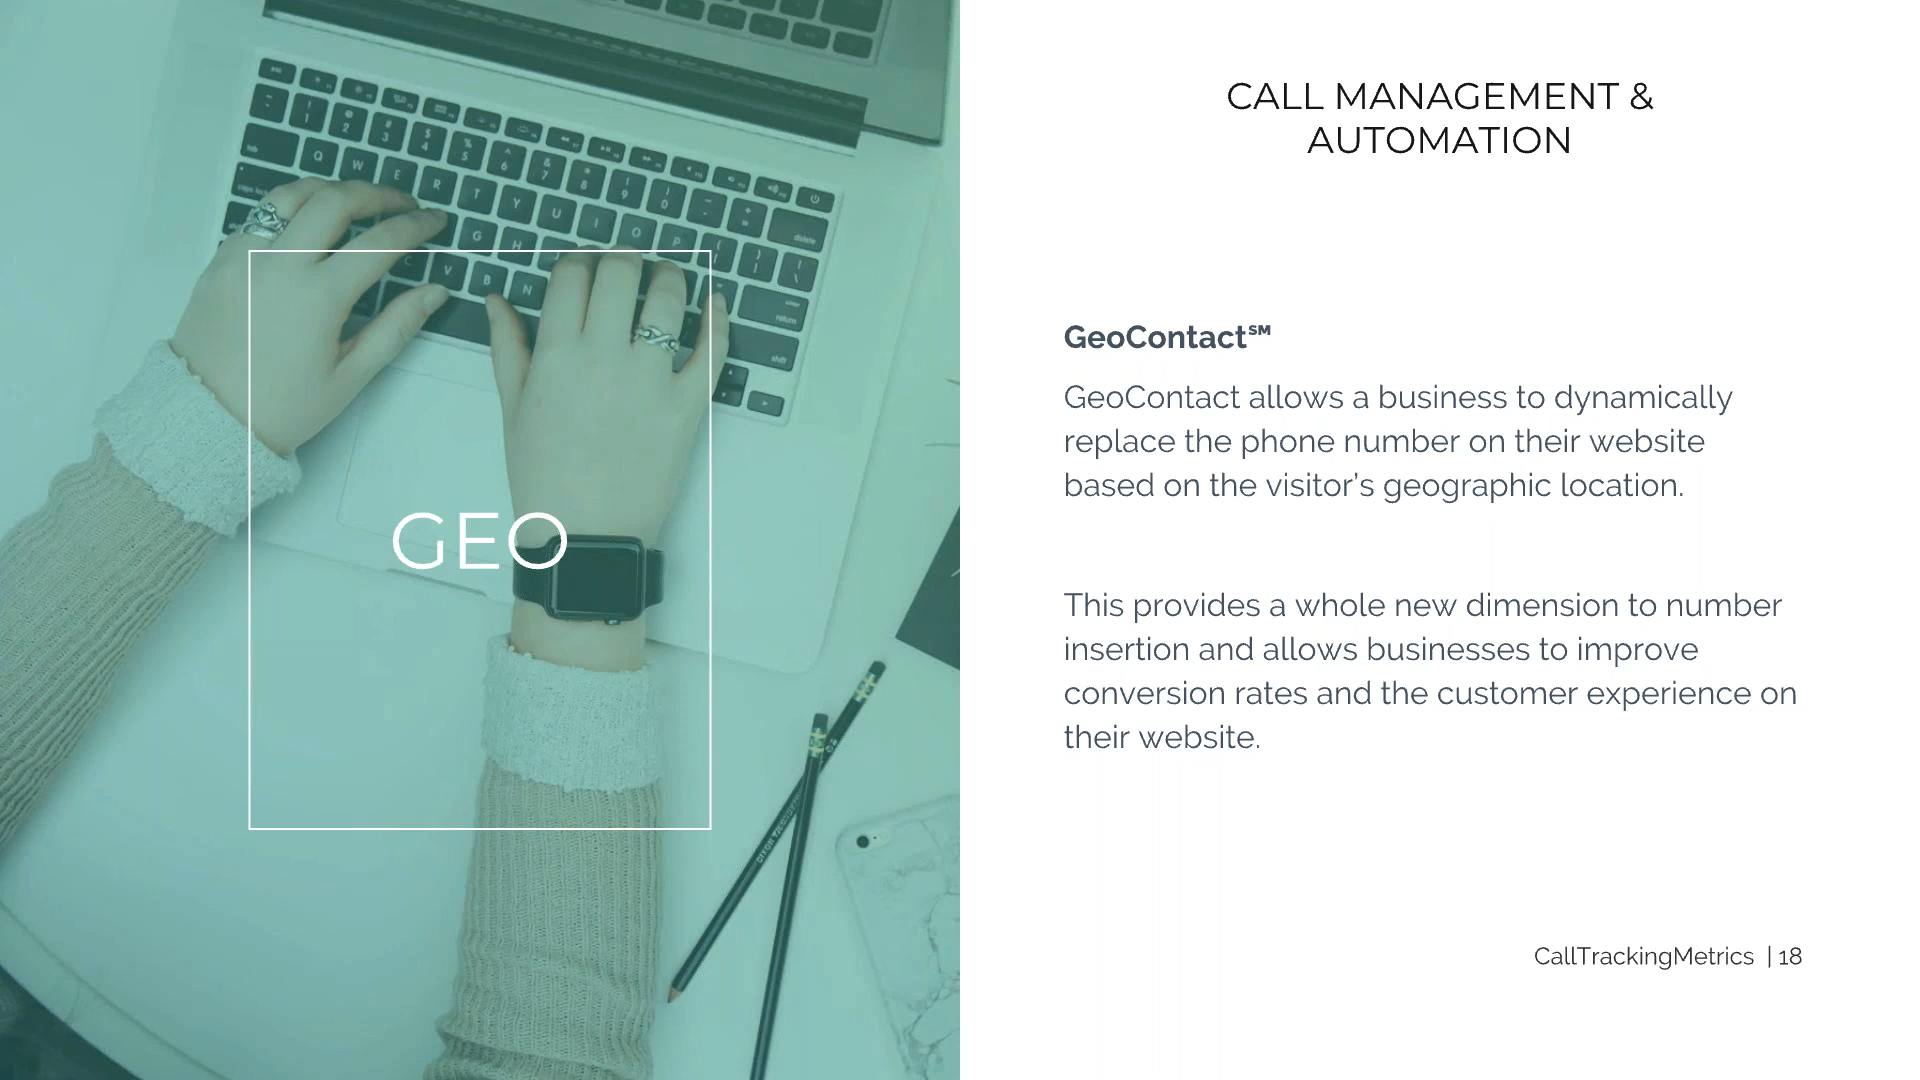 GEO
CALL MANAGEMENT &
AUTOMATION
GeoContact℠
GeoContact allows a business to dynamically
replace the phone number on their website
based on the visitor's geographic location.
This provides a whole new dimension to number
insertion and allows businesses to improve
conversion rates and the customer experience on
their website.
CallTrackingMetrics | 18